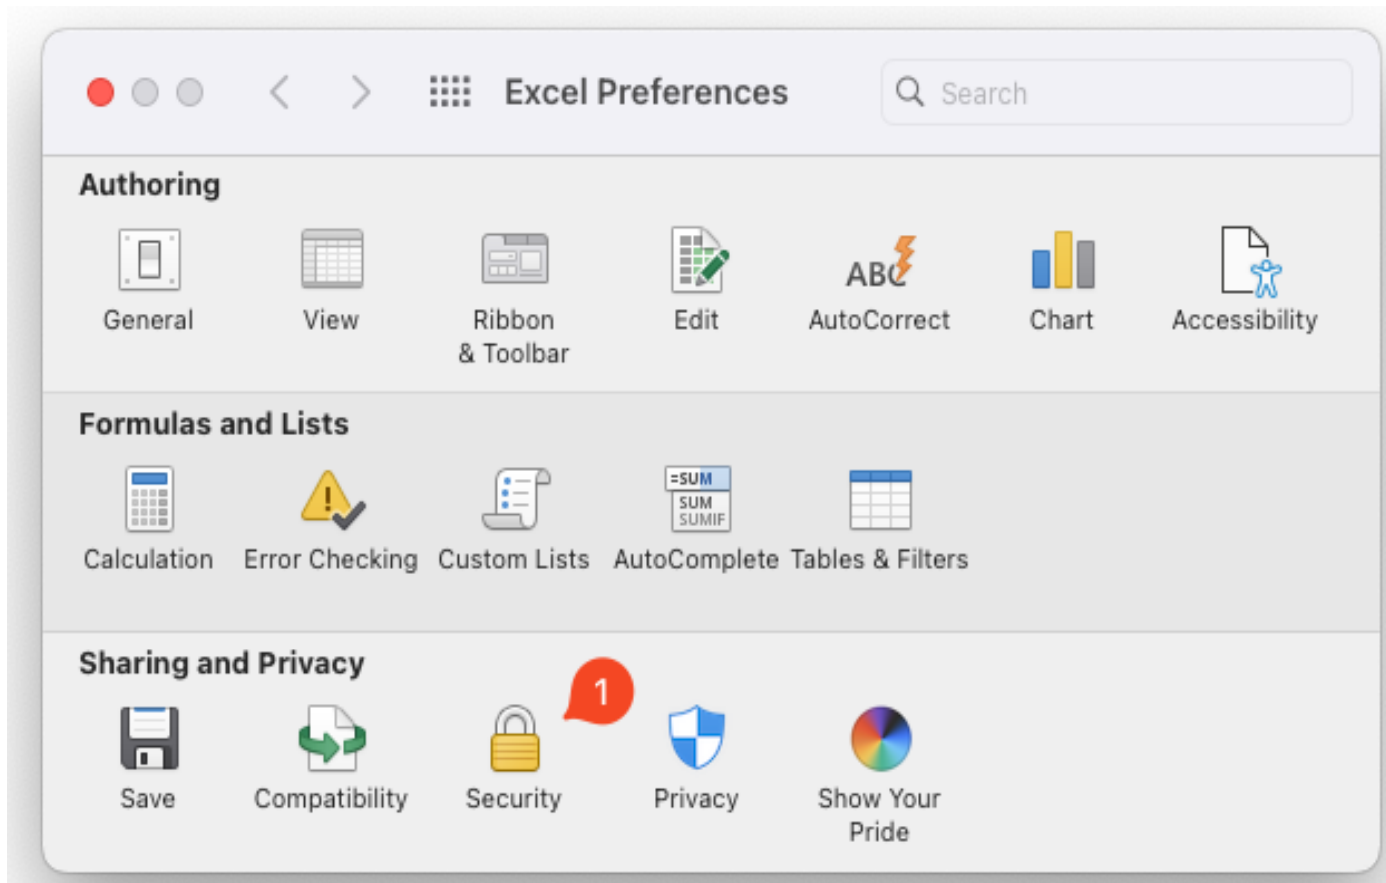 Excel Preferences
Search
Authoring
General
View
Ribbon
& Toolbar
Edit
ABC
AutoCorrect
Chart
Accessibility
Formulas and Lists
Calculation
Error Checking
Custom Lists
=SUM
SUM
SUMIF
AutoComplete
Tables & Filters
Sharing and Privacy
1
Save
Compatibility
Security
Privacy
Show Your
Pride